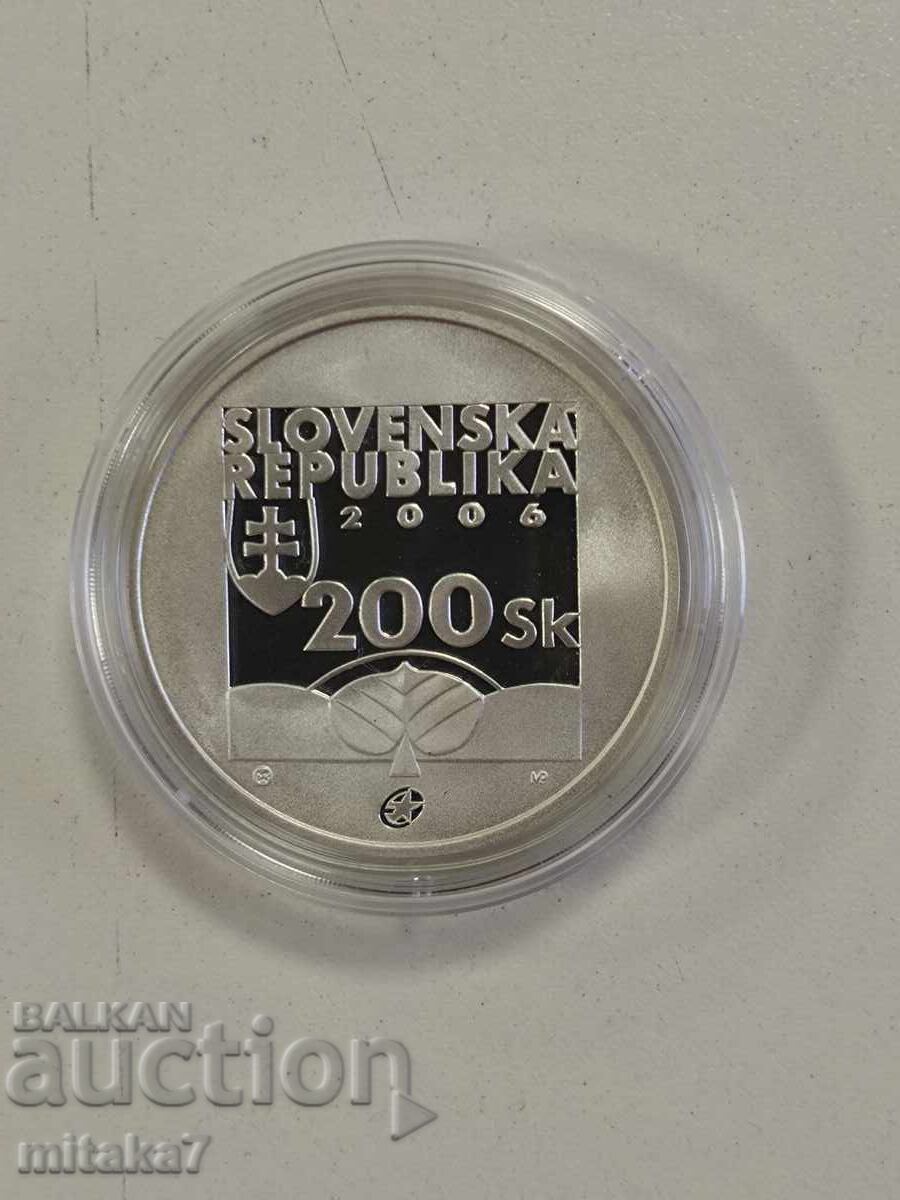 SLOVENSKA
REPUBLIKA
2006
200 Sk
BALKAN
auction
mitaka7